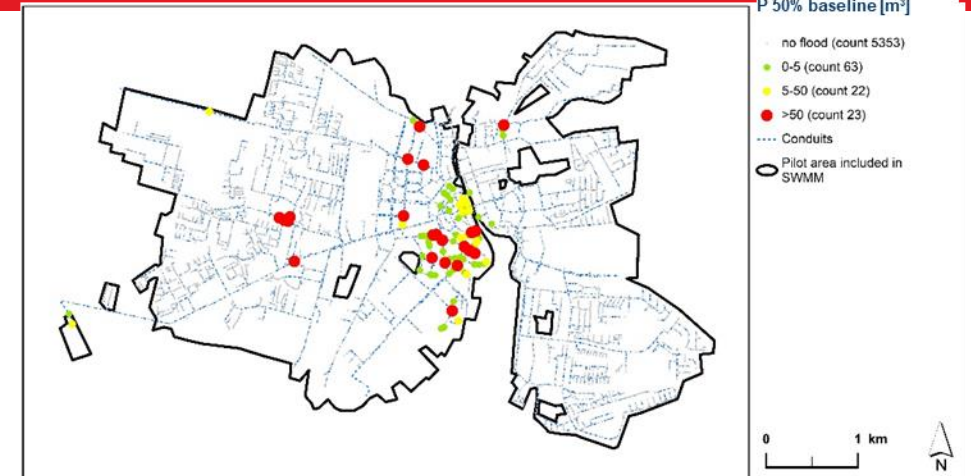 P 50% baseline [m³]
no flood (count 5353)
0-5 (count 63)
5-50 (count 22)
>50 (count 23)
Conduits
Pilot area included in
SWMM
0 1 km
N